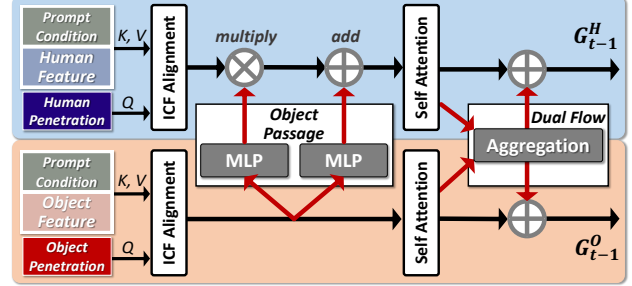 Prompt
Condition
Human
Feature
Human
Penetration
K, V
Q
ICF Alignment
multiply
add
Self Attention
G^H_{t-1}
Object
Passage
MLP
MLP
Dual Flow
Aggregation
Prompt
Condition
Object
Feature
Object
Penetration
K, V
Q
ICF Alignment
Self Attention
G^O_{t-1}